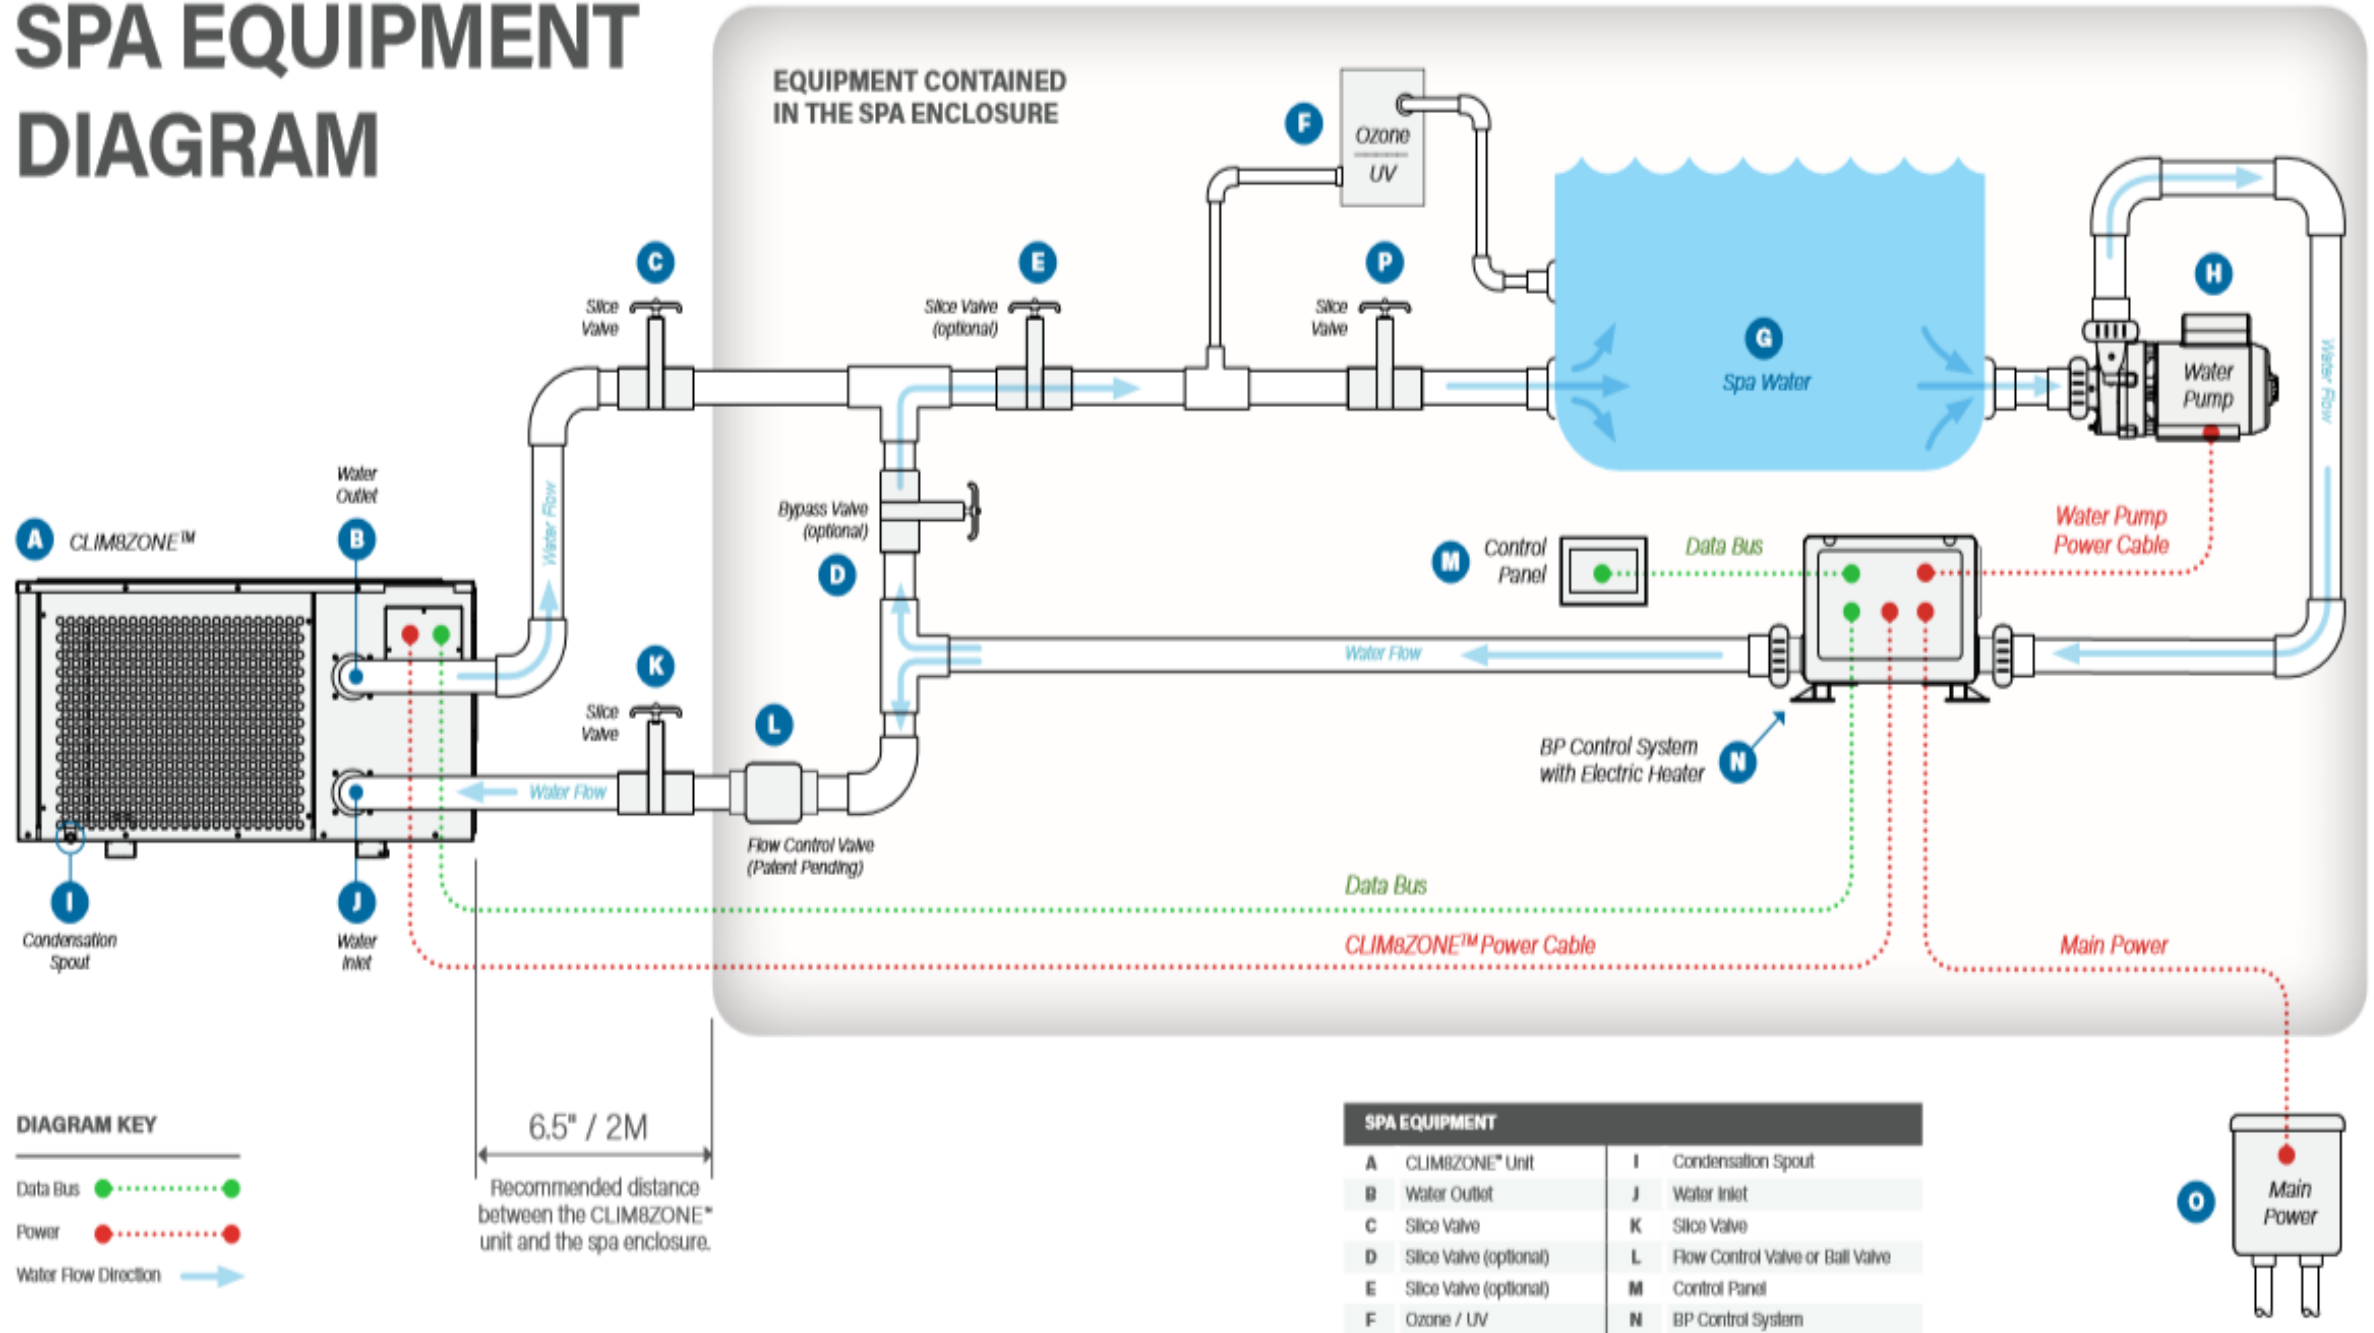 SPA EQUIPMENT
DIAGRAM
EQUIPMENT CONTAINED
IN THE SPA ENCLOSURE
F
Ozone
UV
C
Slice
Valve
E
Slice Valve
(optional)
P
Slice
Valve
G
Spa Water
H
Water
Pump
Water Flow
Water
Outlet
A
CLIM8ZONE™
B
Water Flow
Bypass Valve
(optional)
D
M
Control
Panel
Data Bus
Water Pump
Power Cable
K
Slice
Valve
L
Water Flow
Water Flow
BP Control System
with Electric Heater
N
Flow Control Valve
(Patent Pending)
I
Condensation
Spout
J
Water
Inlet
Data Bus
CLIM8ZONE™ Power Cable
Main Power
DIAGRAM KEY
Data Bus
Power
Water Flow Direction
6.5" / 2M
Recommended distance
between the CLIM8ZONE™
unit and the spa enclosure.
SPA EQUIPMENT
A CLIM8ZONE™ Unit I Condensation Spout
B Water Outlet J Water Inlet
C Slice Valve K Slice Valve
D Slice Valve (optional) L Flow Control Valve or Ball Valve
E Slice Valve (optional) M Control Panel
F Ozone / UV N BP Control System
O
Main
Power